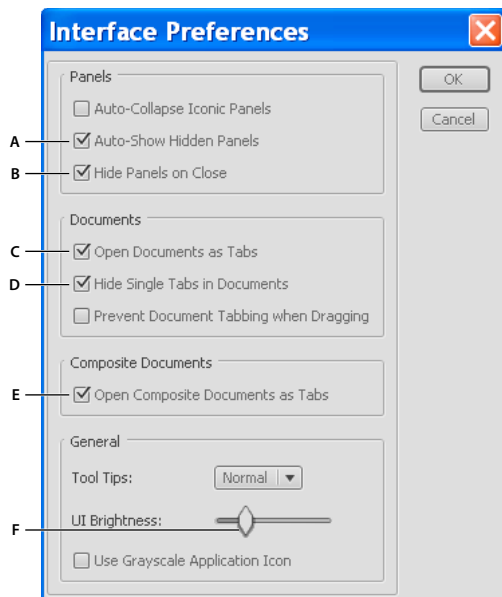 Interface Preferences
Panels
OK
Auto-Collapse Iconic Panels
Cancel
A
Auto-Show Hidden Panels
B
Hide Panels on Close
Documents
C
Open Documents as Tabs
D
Hide Single Tabs in Documents
Prevent Document Tabbing when Dragging
Composite Documents
E
Open Composite Documents as Tabs
General
Tool Tips:
Normal
UI Brightness:
F
Use Grayscale Application Icon